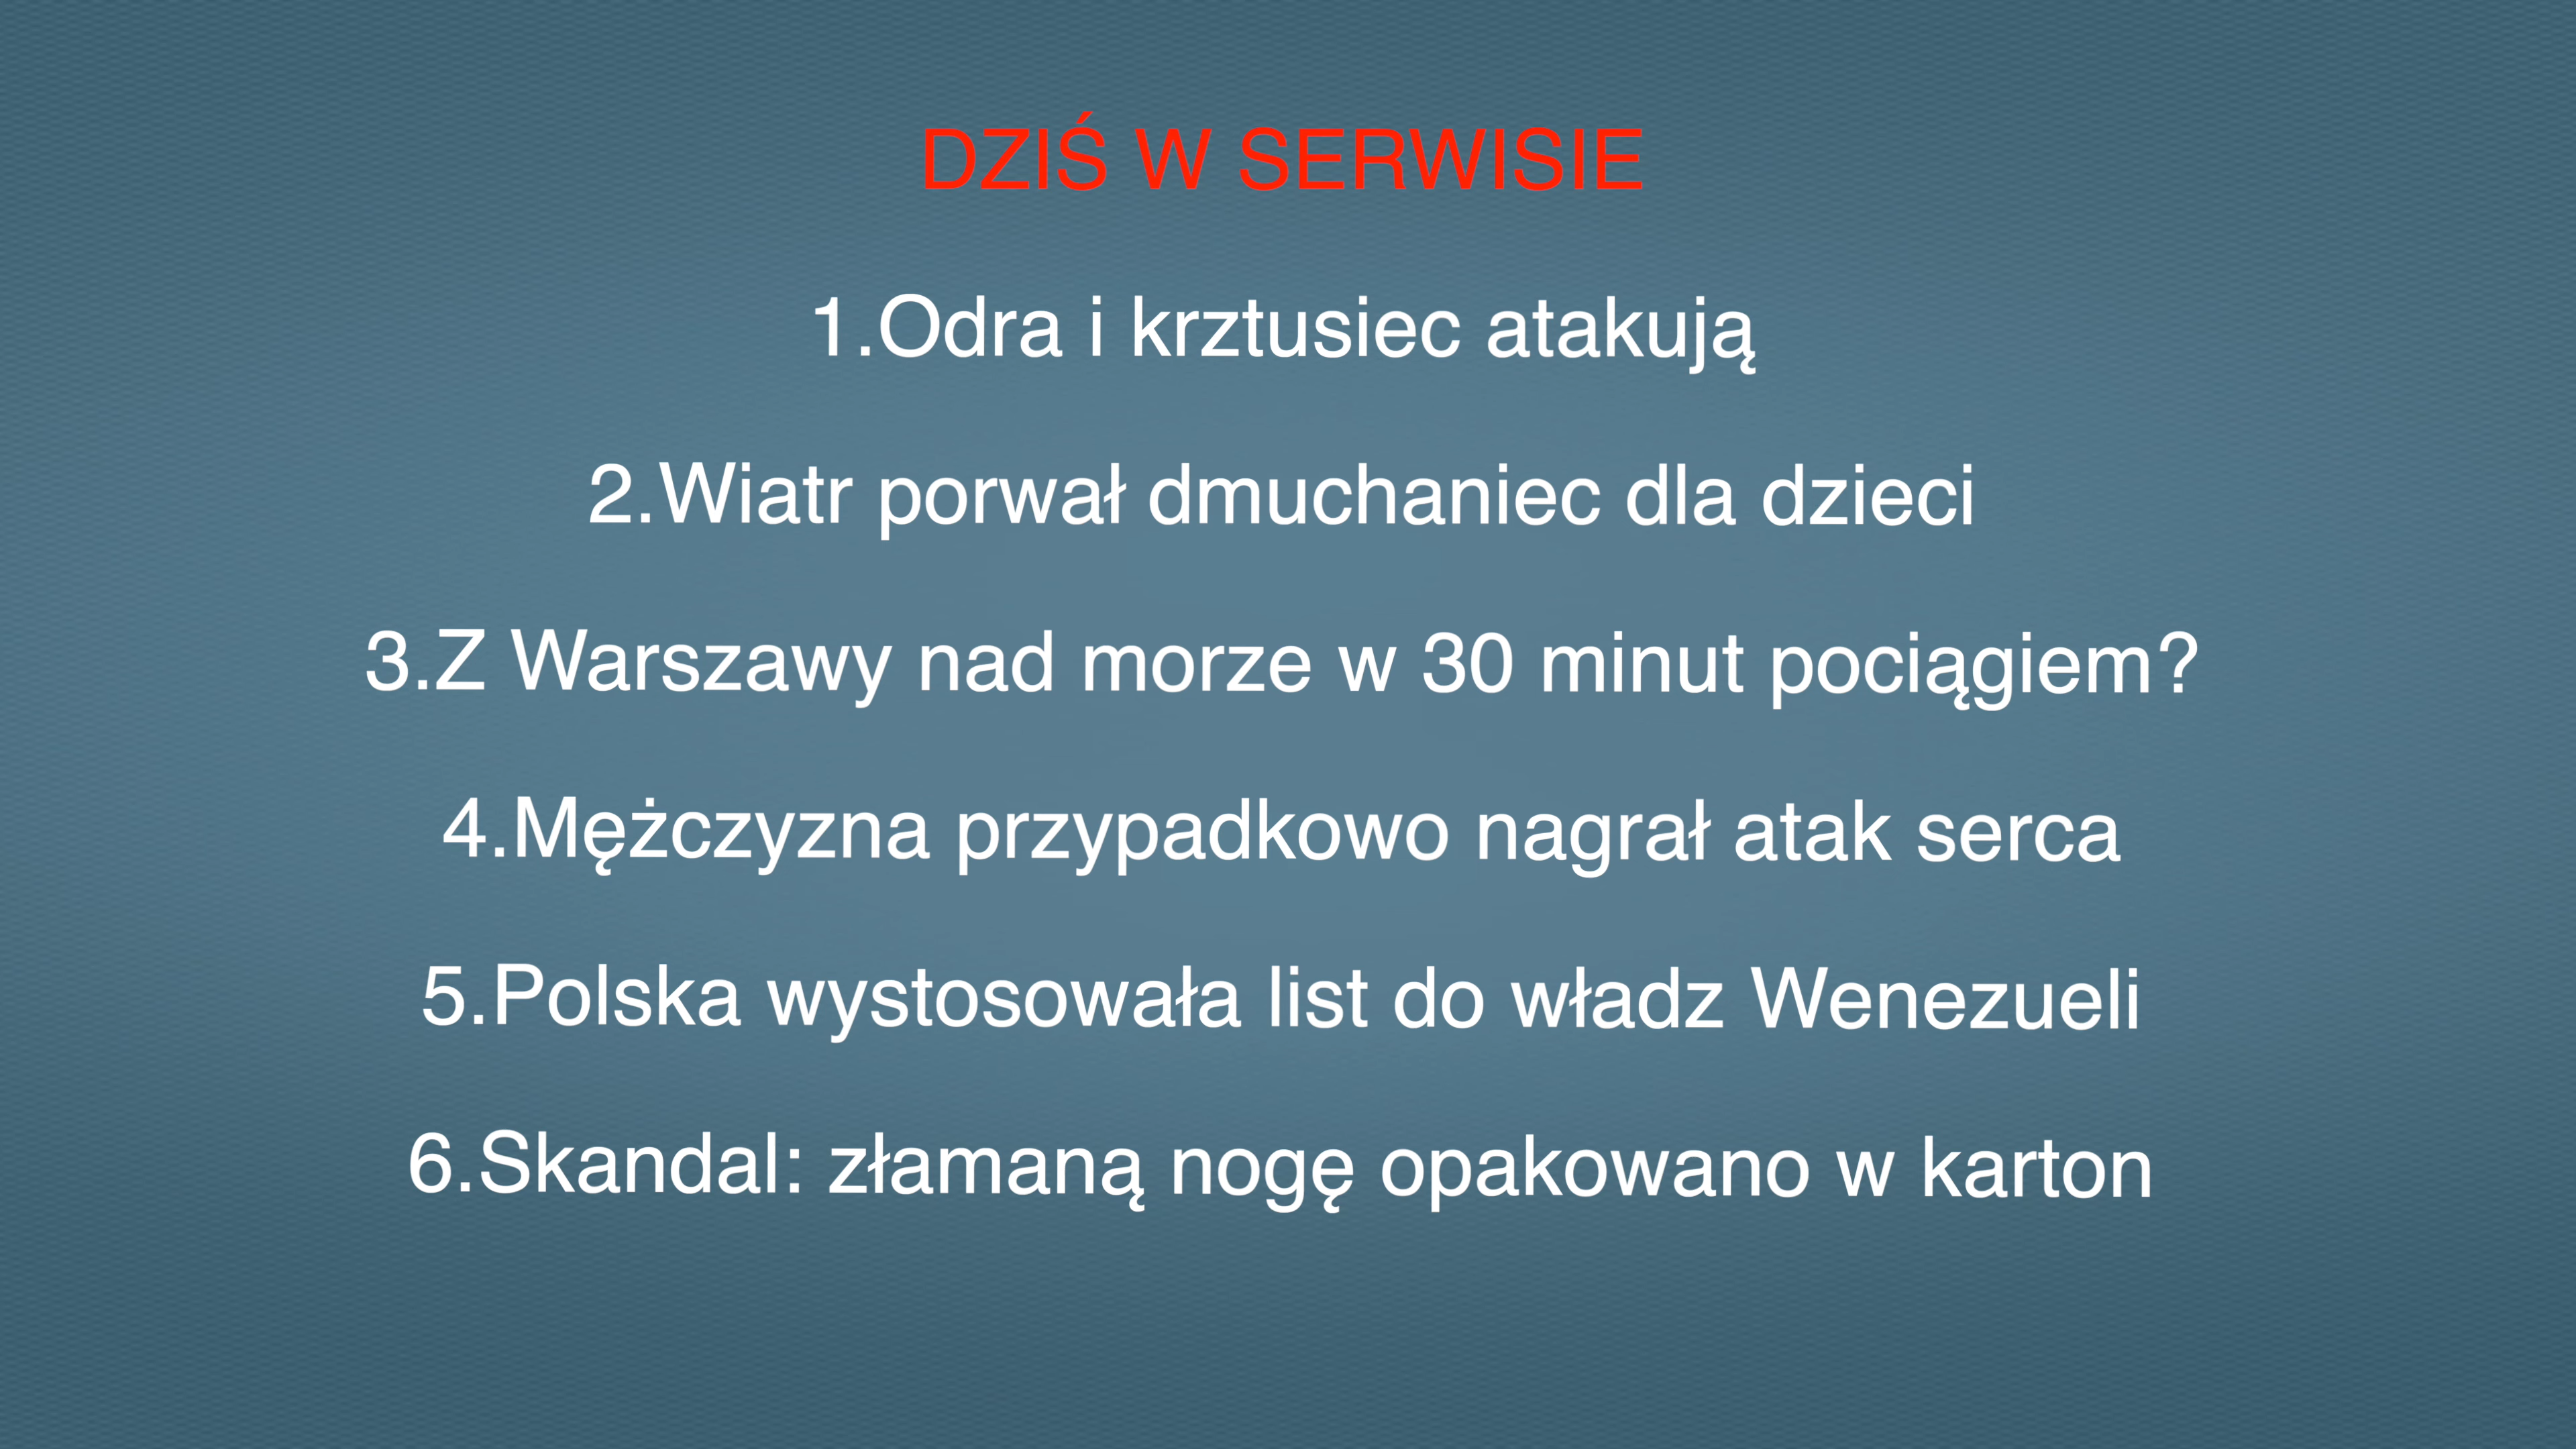 DZIŚ W SERWISIE
1.Odra i krztusiec atakują
2.Wiatr porwał dmuchaniec dla dzieci
3.Z Warszawy nad morze w 30 minut pociągiem?
4.Mężczyzna przypadkowo nagrał atak serca
5.Polska wystosowała list do władz Wenezueli
6.Skandal: złamaną nogę opakowano w karton